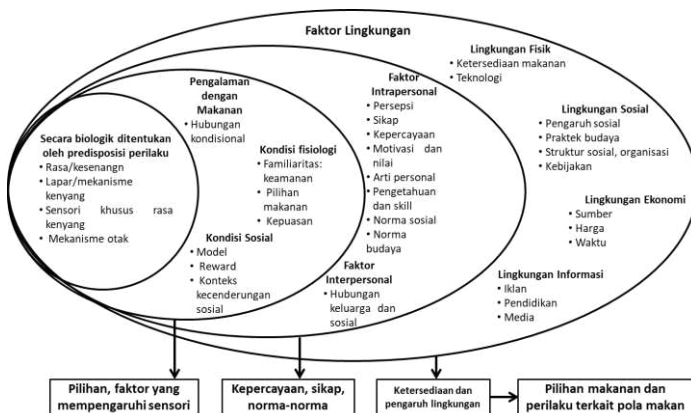 Faktor Lingkungan
Secara biologik ditentukan
oleh predisposisi perilaku
• Rasa/kesenangn
• Lapar/mekanisme
kenyang
• Sensori khusus rasa
kenyang
• Mekanisme otak
Pengalaman
dengan
Makanan
• Hubungan
kondisional
Kondisi fisiologi
• Familiaritas:
keamanan
• Pilihan
makanan
• Kepuasan
Kondisi Sosial
• Model
• Reward
• Konteks
kecenderungan
sosial
Faktor
Intrapersonal
• Persepsi
• Sikap
• Kepercayaan
• Motivasi dan
nilai
• Arti personal
• Pengetahuan
dan skill
• Norma sosial
• Norma
budaya
Faktor
Interpersonal
• Hubungan
keluarga dan
sosial
Lingkungan Fisik
• Ketersediaan makanan
• Teknologi
Lingkungan Sosial
• Pengaruh sosial
• Praktek budaya
• Struktur sosial, organisasi
• Kebijakan
Lingkungan Ekonomi
• Sumber
• Harga
• Waktu
Lingkungan Informasi
• Iklan
• Pendidikan
• Media
Pilihan, faktor yang
mempengaruhi sensori
Kepercayaan, sikap,
norma-norma
Ketersediaan dan
pengaruh lingkungan
Pilihan makanan dan
perilaku terkait pola makan